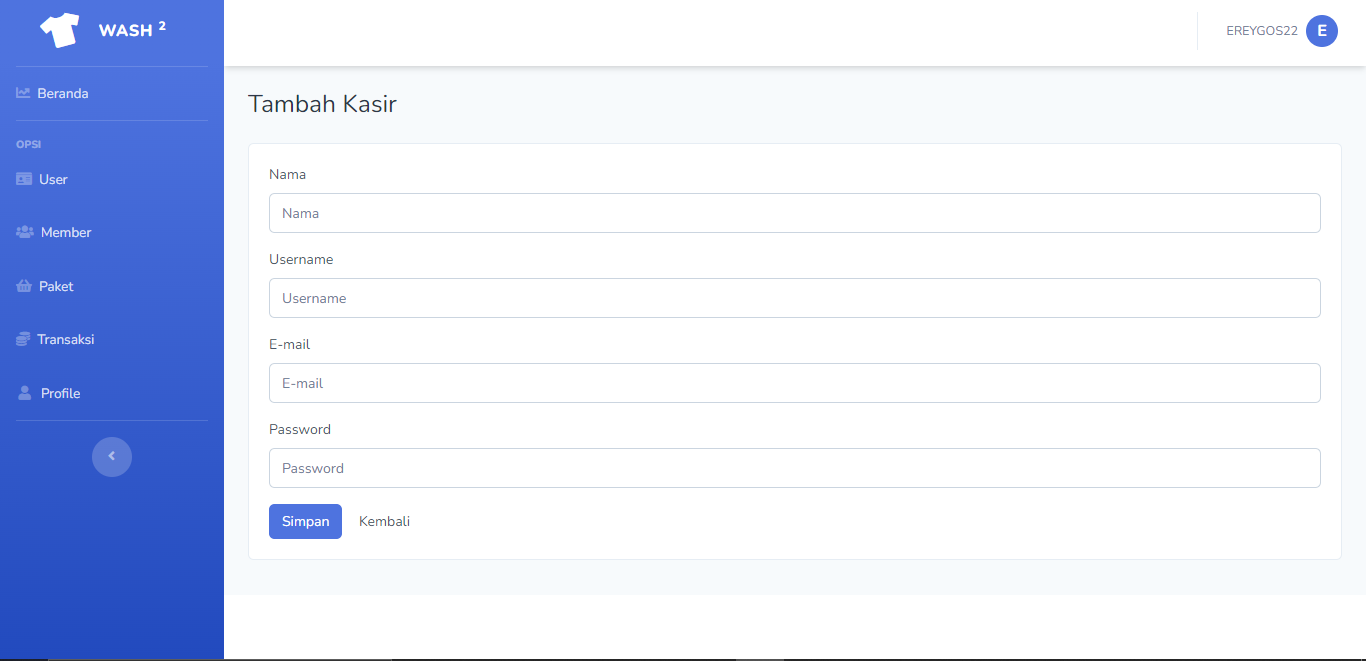 WASH 2
EREYGOS22
E
Beranda
OPSI
User
Member
Paket
Transaksi
Profile
Tambah Kasir
Nama
Nama
Username
Username
E-mail
E-mail
Password
Password
Simpan Kembali